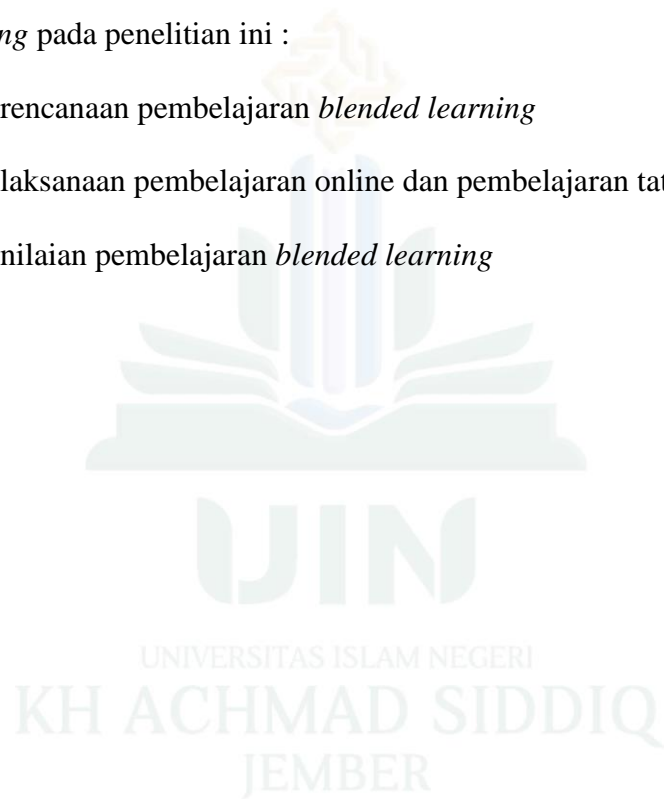 ng pada penelitian ini :
rencanaan pembelajaran blended learning
laksanaan pembelajaran online dan pembelajaran tat
nilaian pembelajaran blended learning
UIN
UNIVERSITAS ISLAM NEGERI
KH ACHMAD SIDDIQ
JEMBER